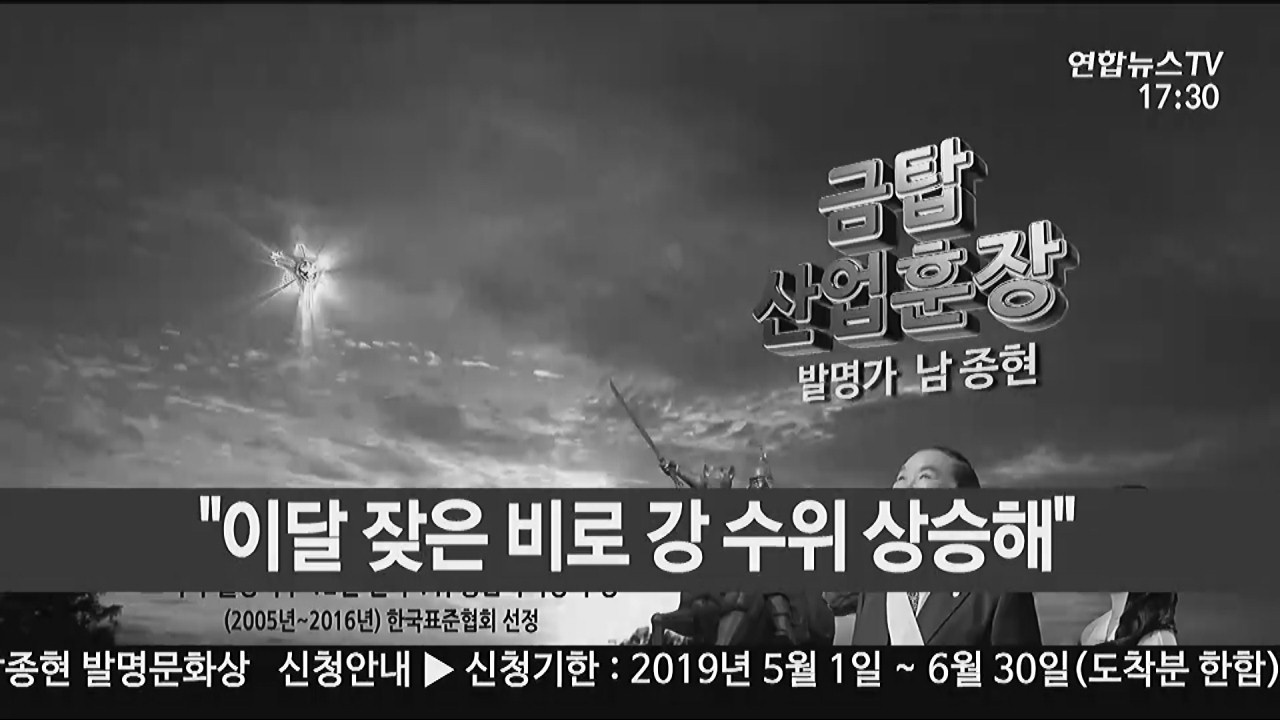 연합뉴스TV
17:30
금탑
산업훈장
발명가 남종현
"이달 잦은 비로 강 수위 상승해"
(2005년~2016년) 한국표준협회 선정
종현 발명문화상 신청안내 ▶ 신청기한 : 2019년 5월 1일 ~ 6월 30일(도착분 한함)